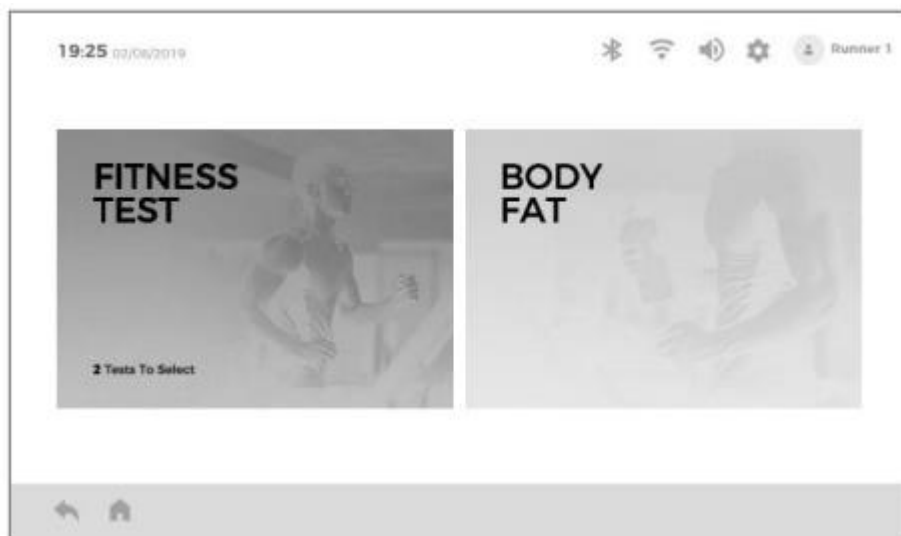 19:25 02/06/2019
Runner 1
FITNESS
TEST
2 Tests To Select
BODY
FAT